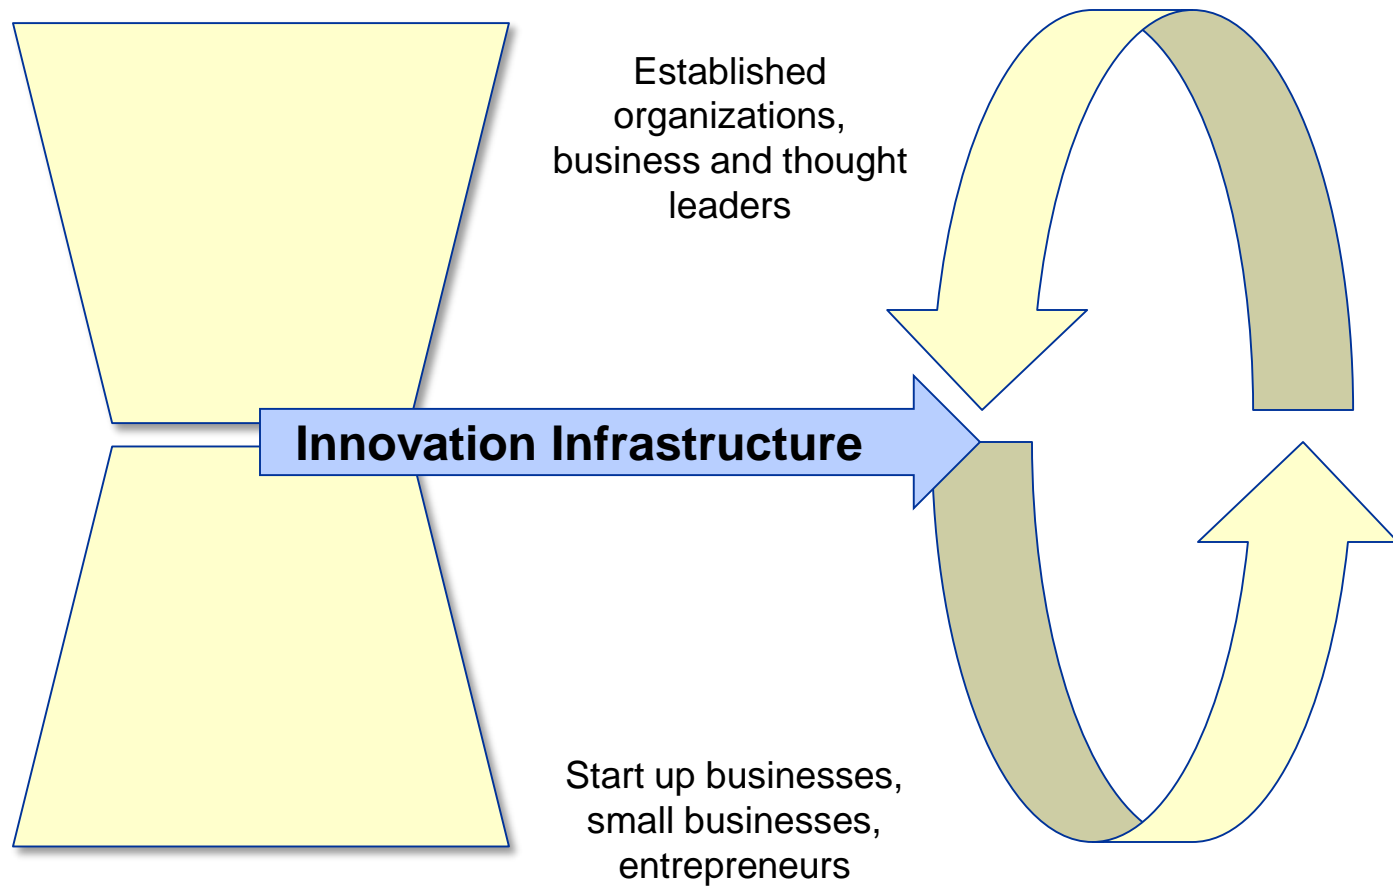 Established
organizations,
business and thought
leaders
Innovation Infrastructure
Start up businesses,
small businesses,
entrepreneurs